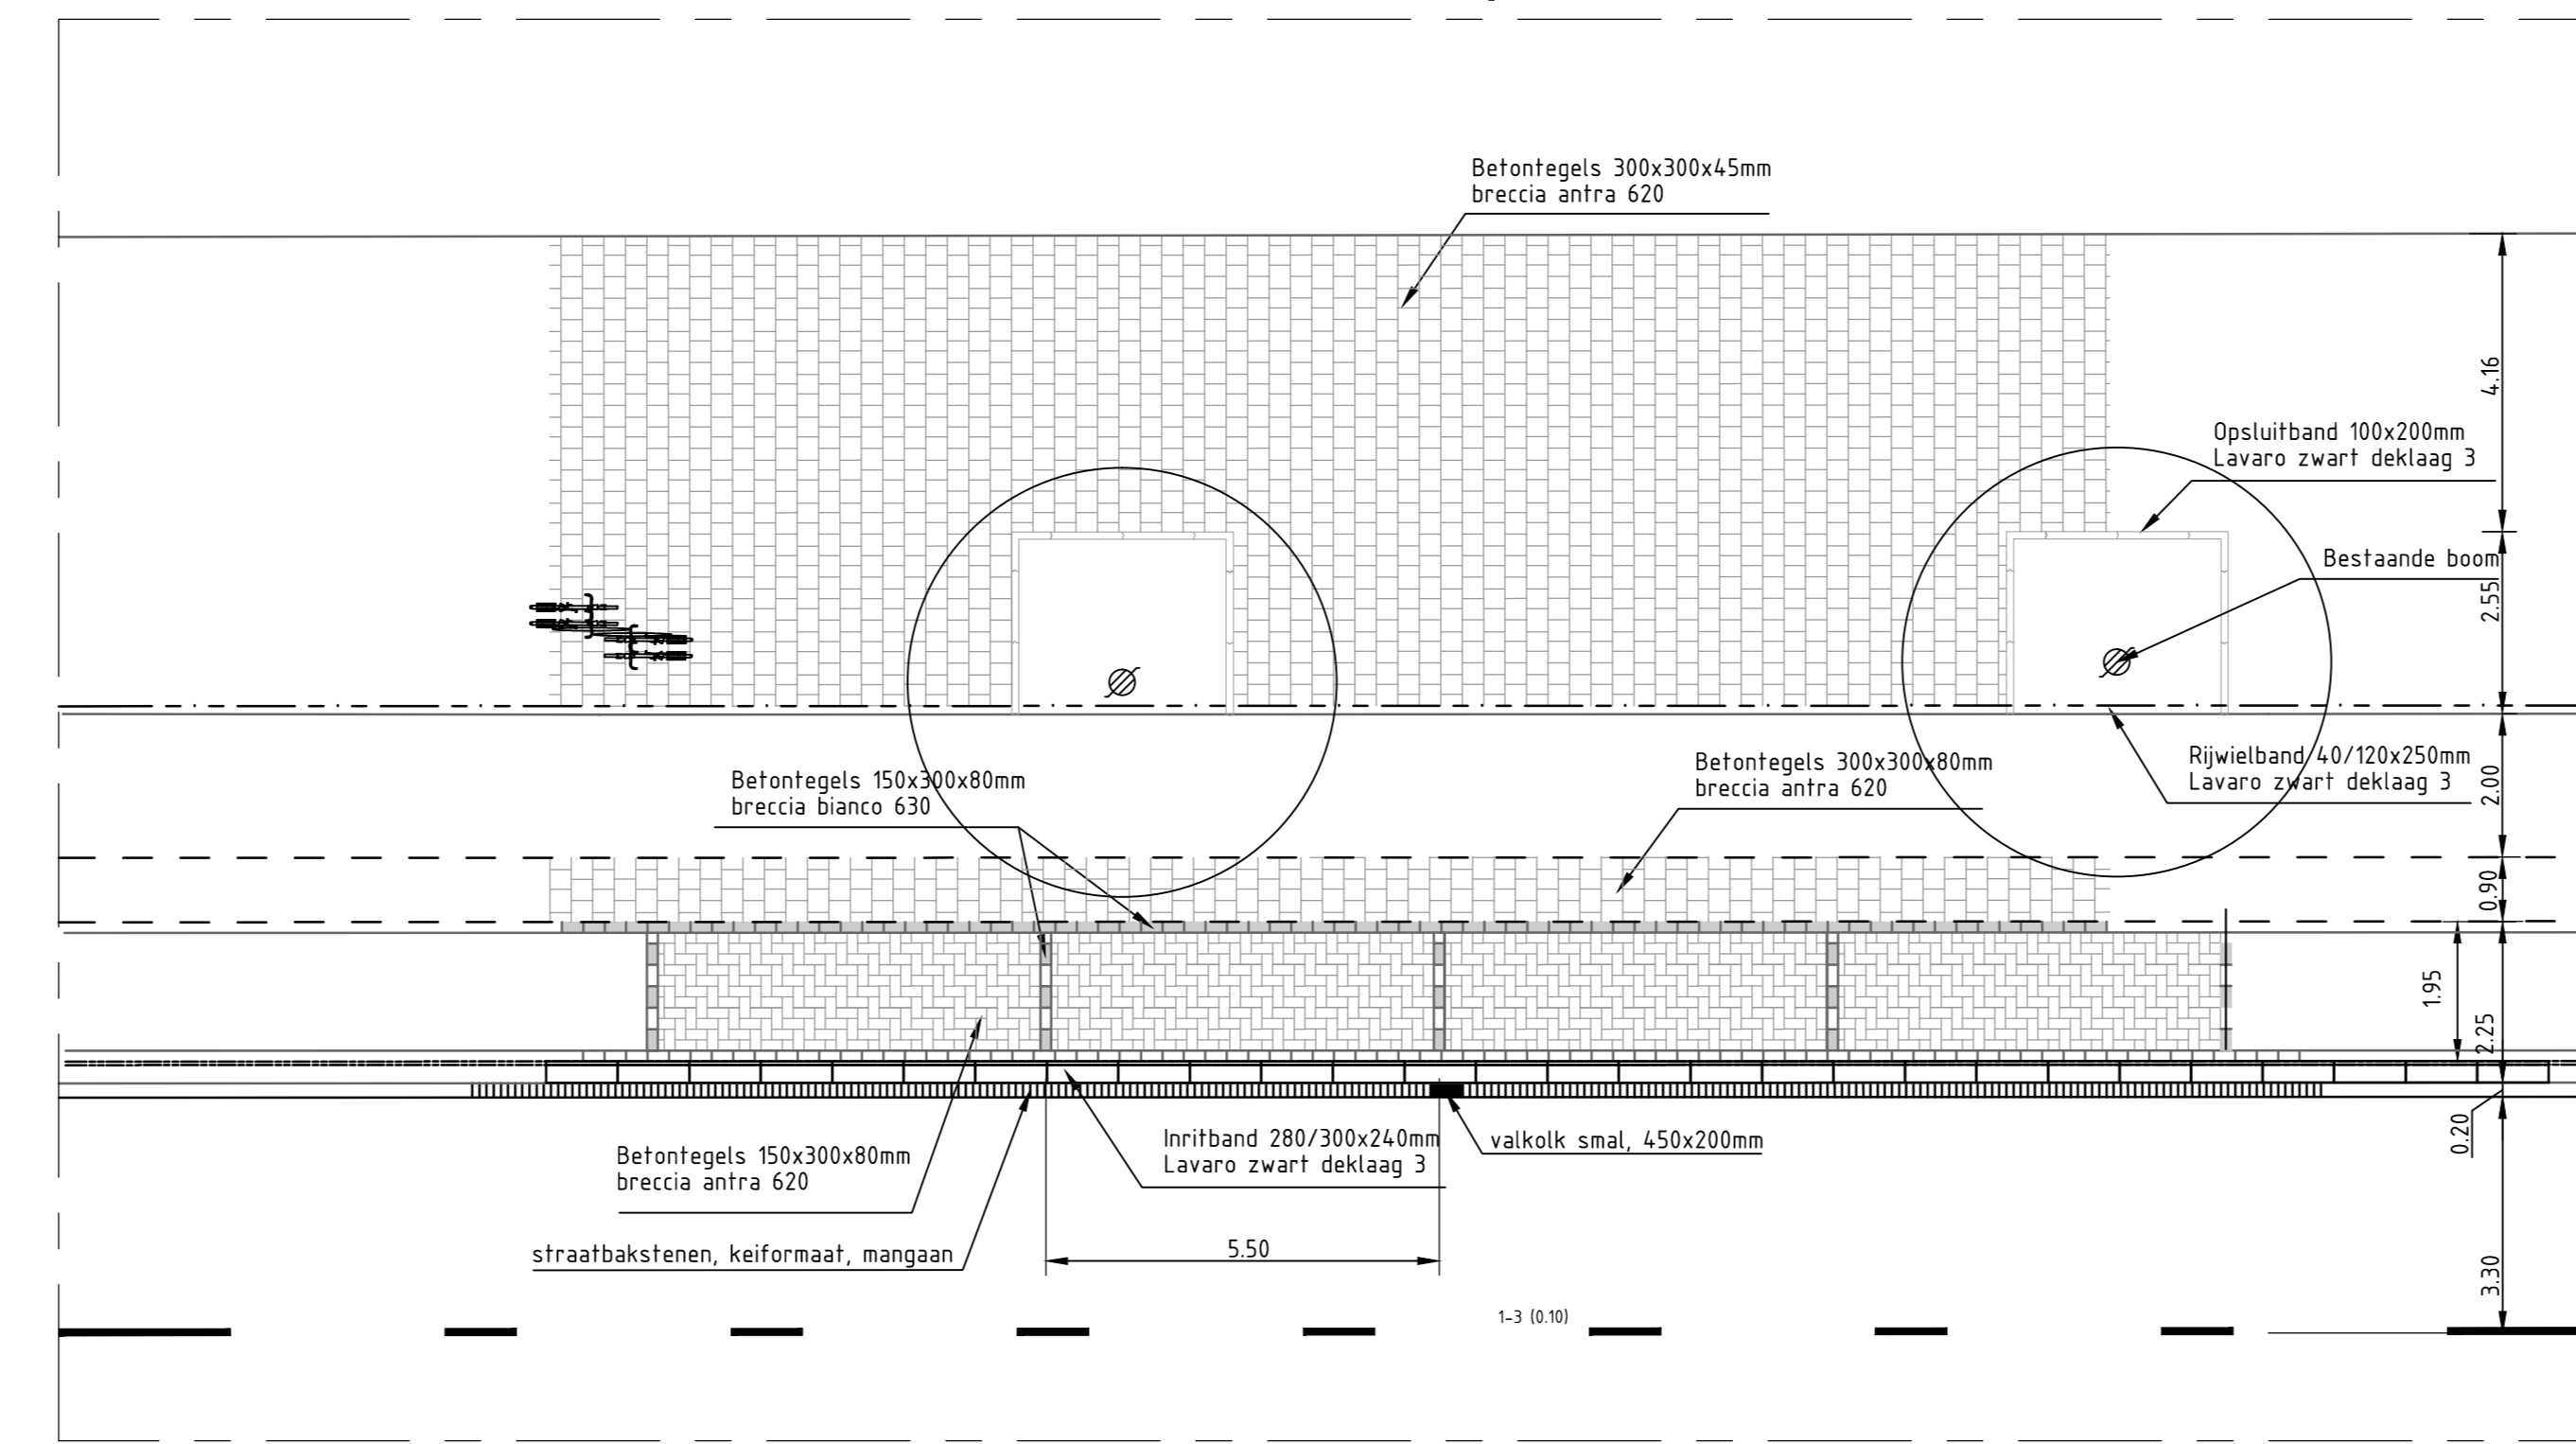 Betontegels 300x300x45mm
breccia antra 620
4.16
Opsluitband 100x200mm
Lavaro zwart deklaag 3
Bestaande boom
2.55
Betontegels 150x300x80mm
breccia bianco 630
Betontegels 300x300x80mm
breccia antra 620
Rijwielband 40/120x250mm
Lavaro zwart deklaag 3
2.00
0.90
1.95
2.25
Betontegels 150x300x80mm
breccia antra 620
Inritband 280/300x240mm
Lavaro zwart deklaag 3
valkolk smal, 450x200mm
0.20
straatbakstenen, keiformaat, mangaan
5.50
3.30
1-3 (0.10)